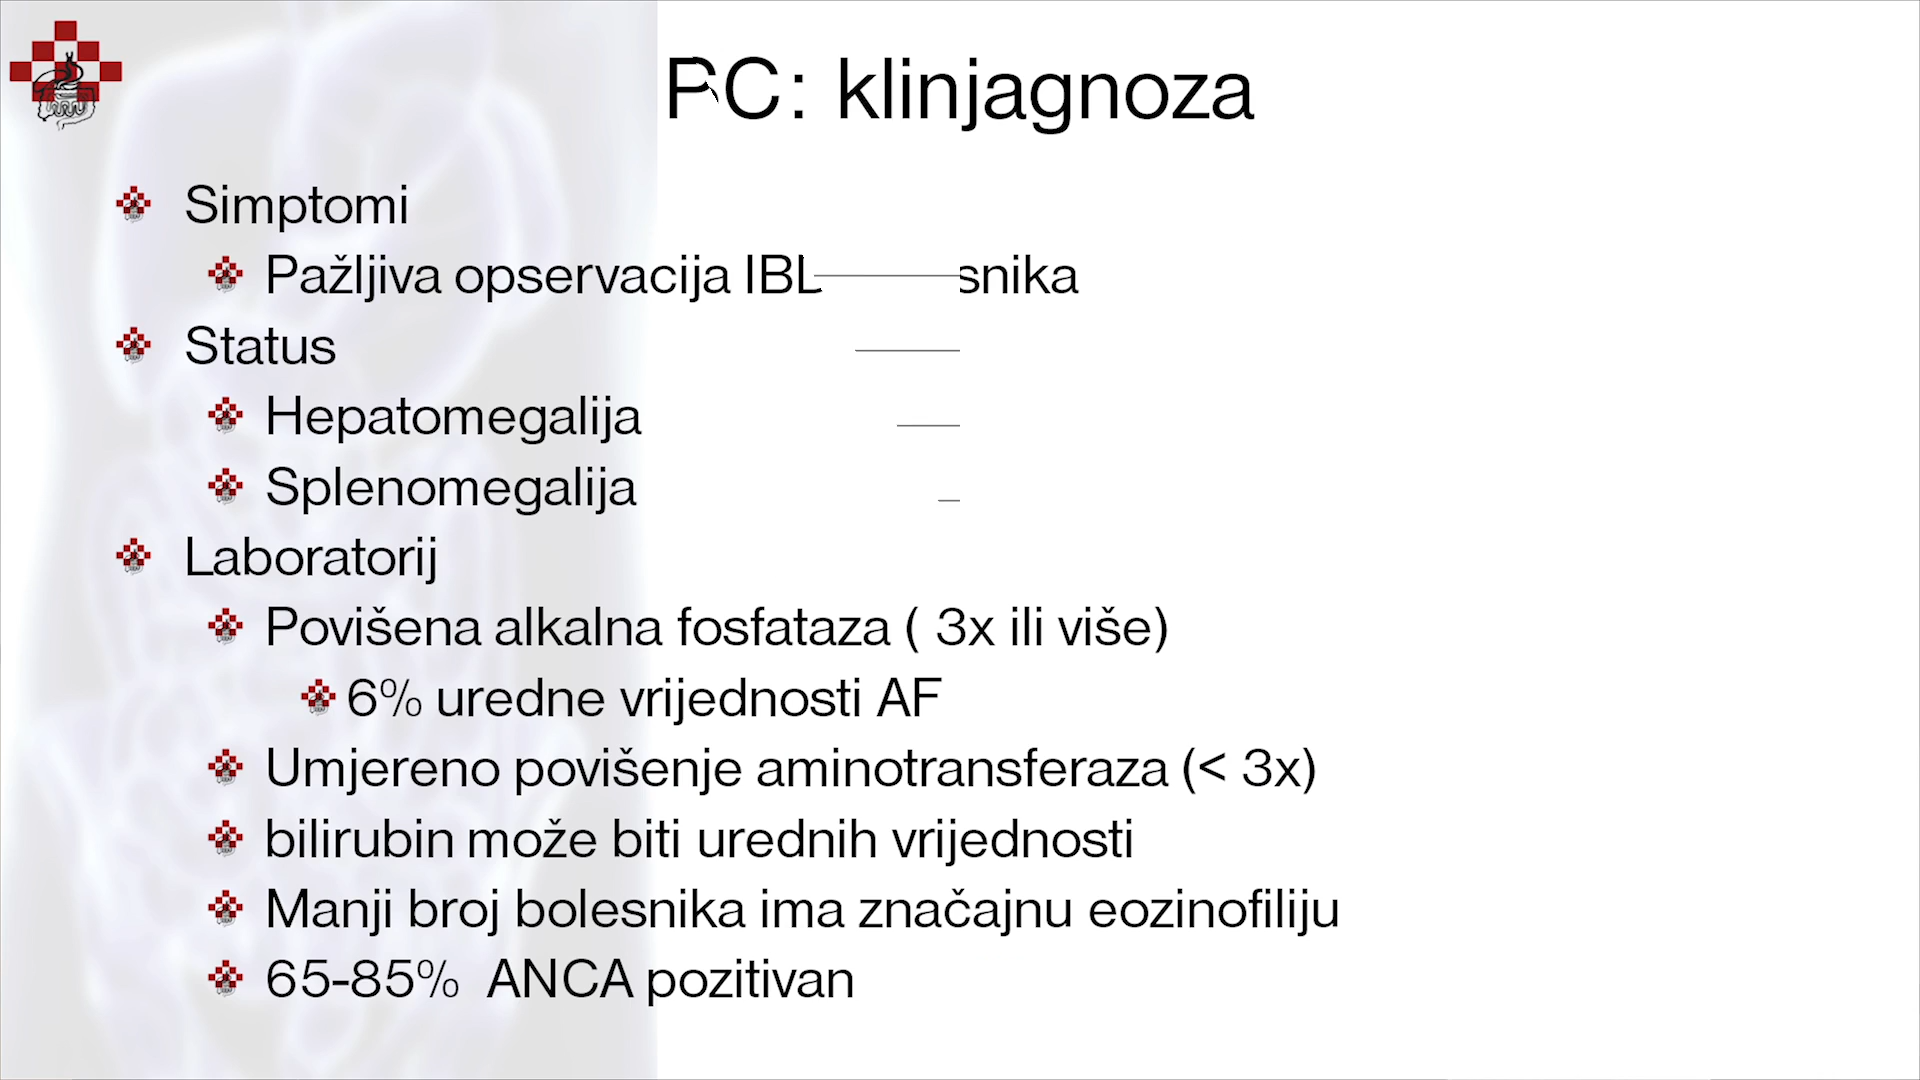 PC: klinjagnoza
Simptomi
Pažljiva opservacija IBL snika
Status
Hepatomegalija
Splenomegalija
Laboratorij
Povišena alkalna fosfataza ( 3x ili više)
6% uredne vrijednosti AF
Umjereno povišenje aminotransferaza (< 3x)
bilirubin može biti urednih vrijednosti
Manji broj bolesnika ima značajnu eozinofiliju
65-85% ANCA pozitivan